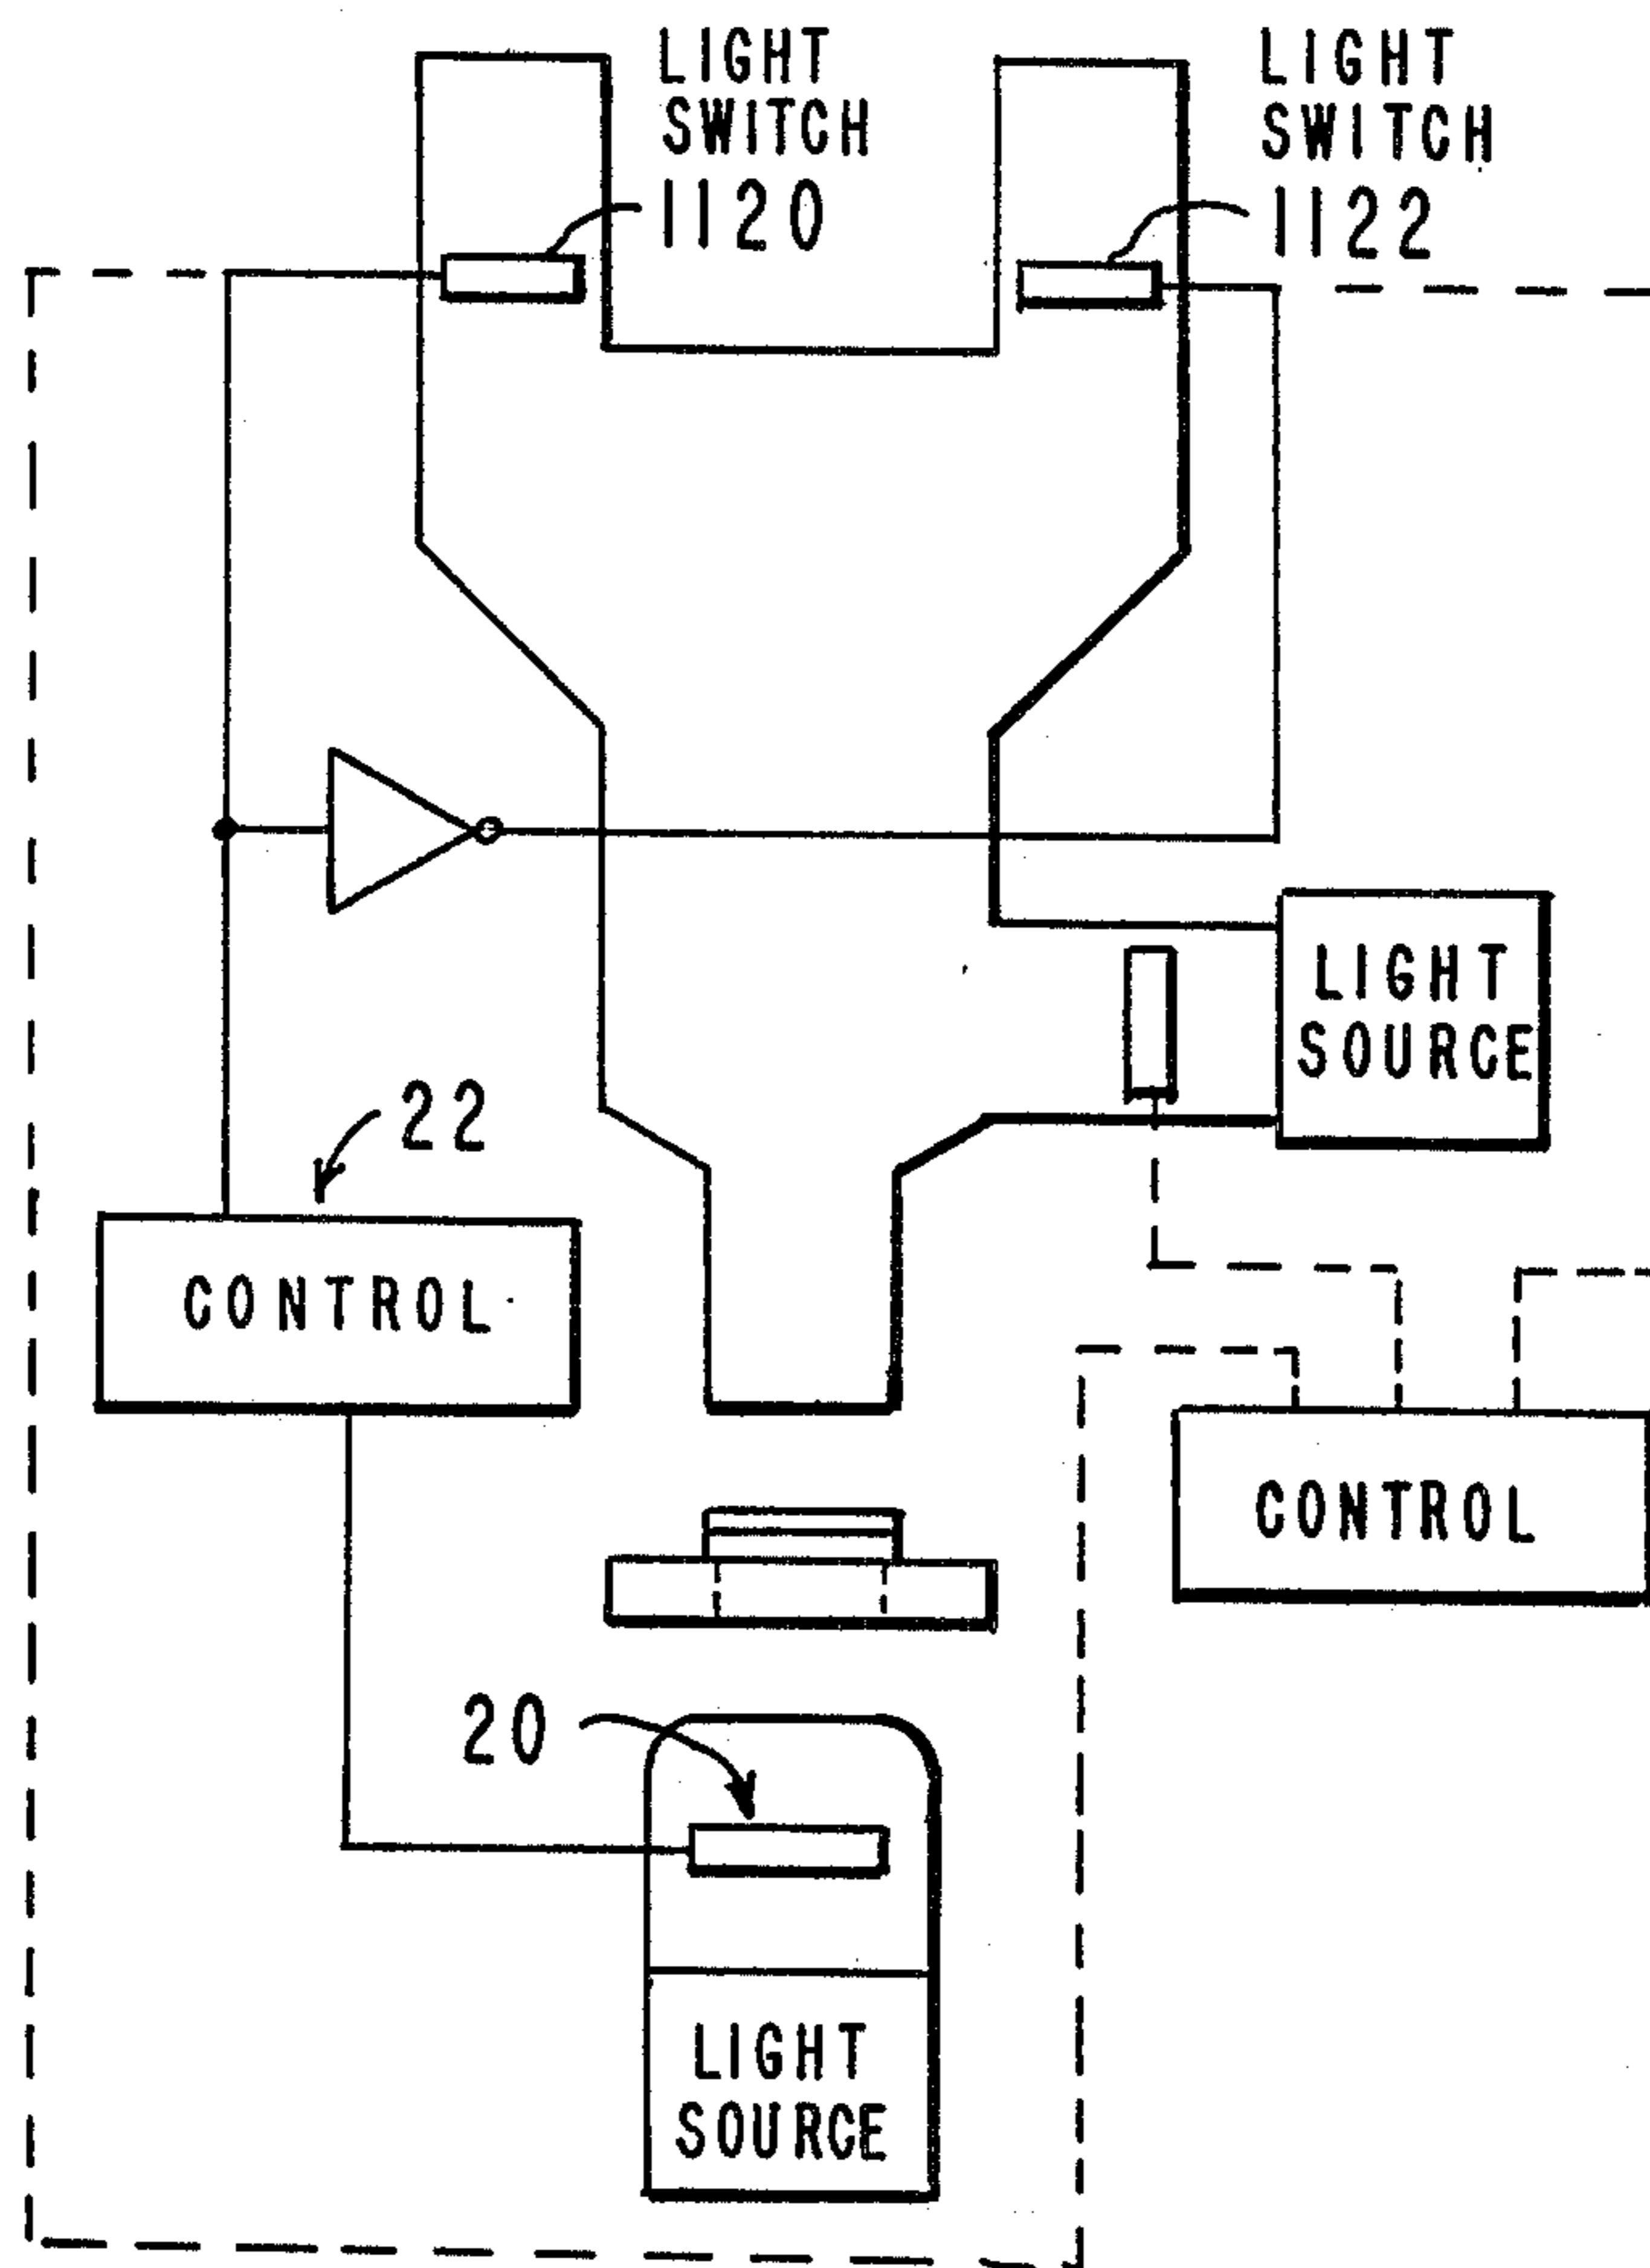 LIGHT
SWITCH
1120
LIGHT
SWITCH
1122
LIGHT
SOURCE
22
CONTROL
CONTROL
20
LIGHT
SOURCE